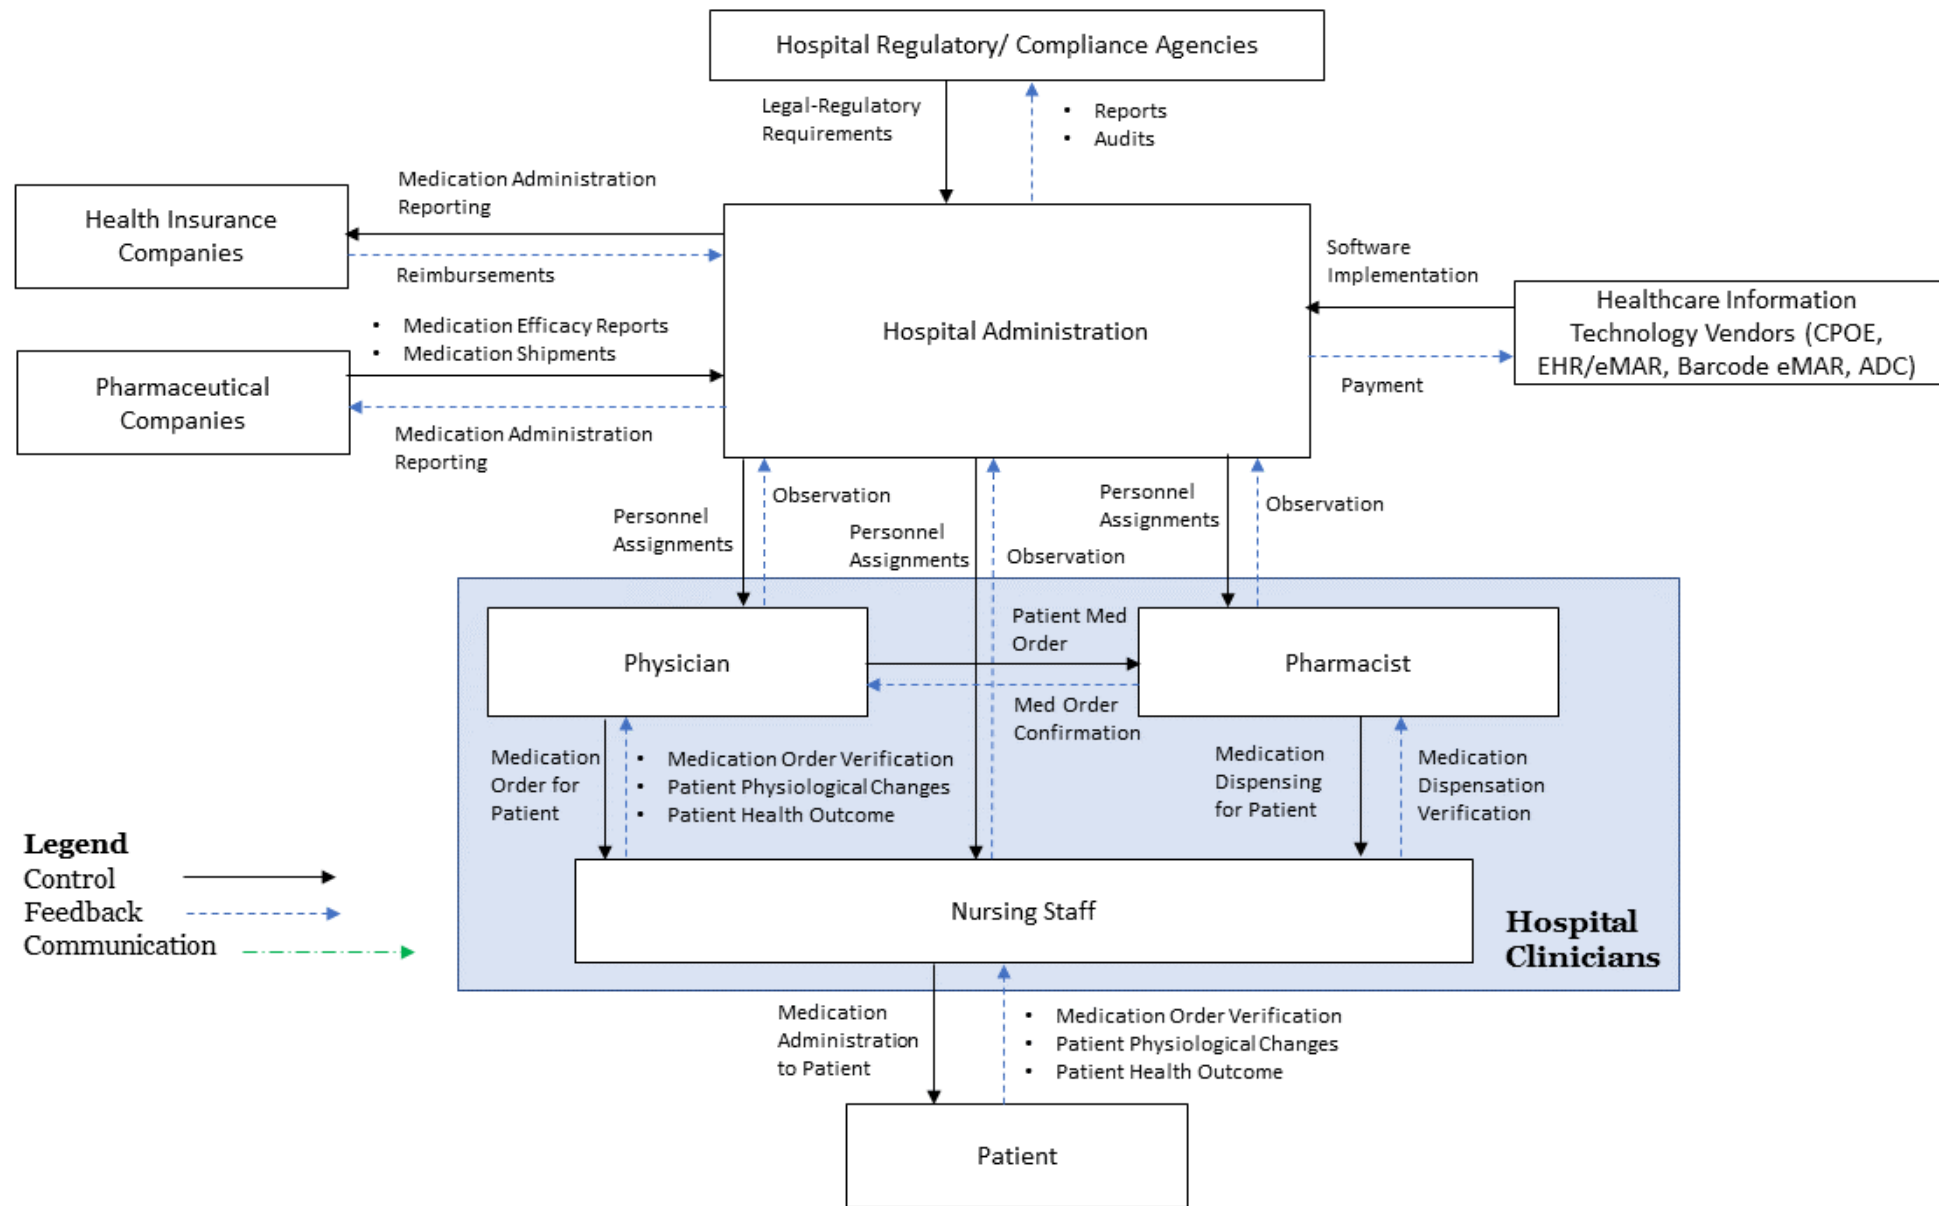 Hospital Regulatory/ Compliance Agencies
Legal-Regulatory
Requirements
• Reports
• Audits
Medication Administration
Reporting
Health Insurance
Companies
Reimbursements
Software
Implementation
Hospital Administration
Healthcare Information
Technology Vendors (CPOE,
EHR/eMAR, Barcode eMAR, ADC)
• Medication Efficacy Reports
• Medication Shipments
Pharmaceutical
Companies
Payment
Medication Administration
Reporting
Personnel
Assignments
Observation
Personnel
Assignments
Observation
Personnel
Assignments
Observation
Physician
Patient Med
Order
Med Order
Confirmation
Pharmacist
Medication
Order for
Patient
• Medication Order Verification
• Patient Physiological Changes
• Patient Health Outcome
Medication
Dispensing
for Patient
Medication
Dispensation
Verification
Legend
Control
Feedback
Communication
Nursing Staff
Hospital
Clinicians
Medication
Administration
to Patient
• Medication Order Verification
• Patient Physiological Changes
• Patient Health Outcome
Patient